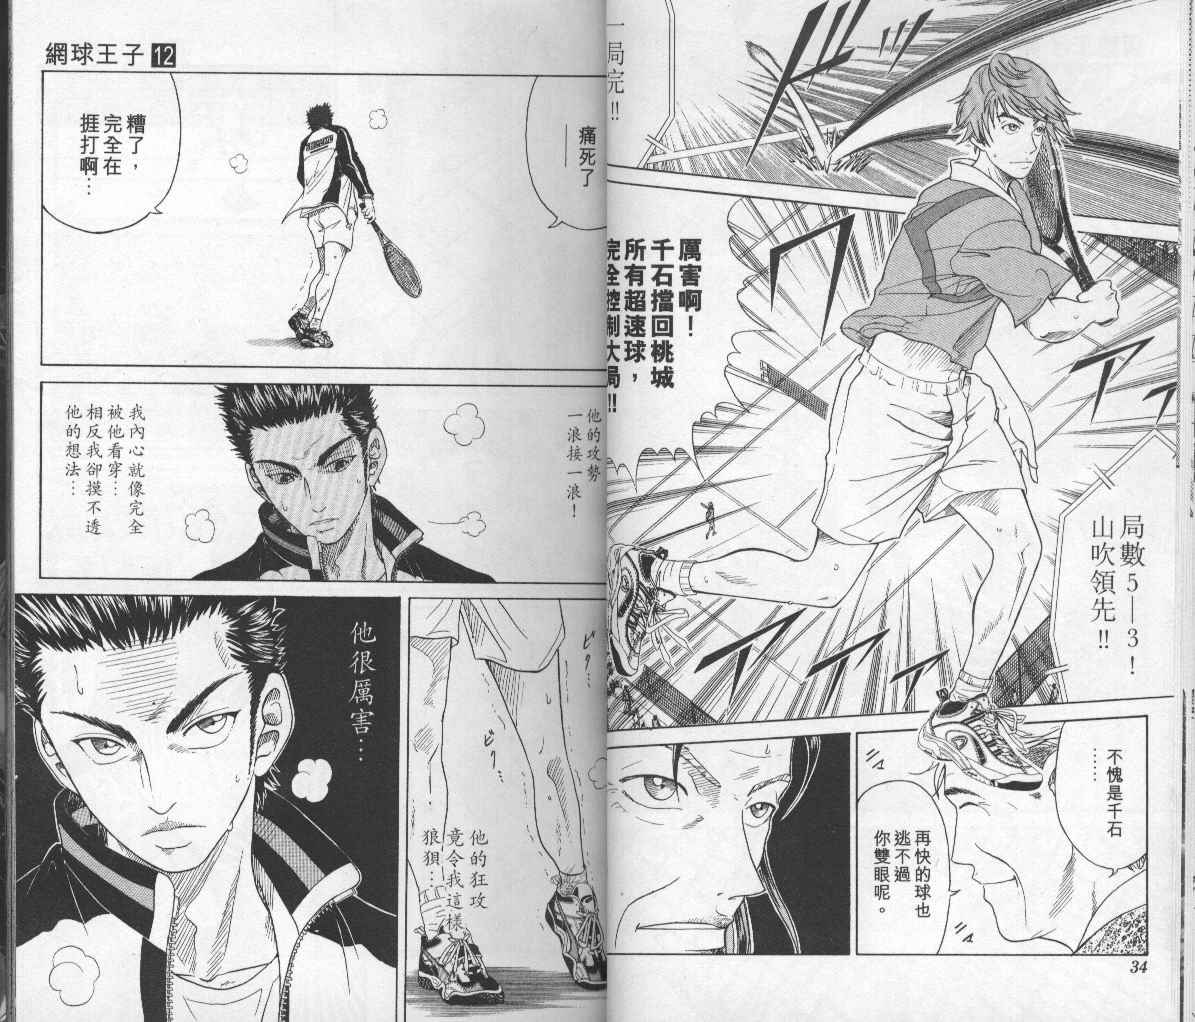 一局完!!
厲害啊！
千石擋回桃城
所有超速球，
完全控制大局!!
局數5—3！
山吹領先!!
不愧是千石
……
再快的球也
逃不過
你雙眼呢。
34
網球王子 12
痛死了
——
糟了，
完全在
捱打啊…
他的攻勢
一浪接一浪！
我內心就像完全
被他看穿…
相反我卻摸不透
他的想法…
ビク…
ビク…
他的狂攻
竟令我這樣
狼狽…
他很厲害…